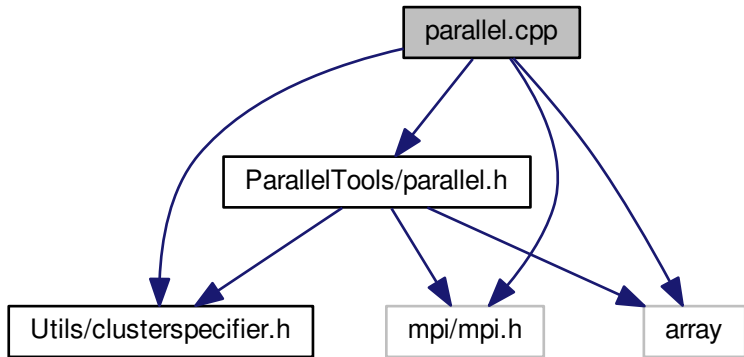 parallel.cpp
ParallelTools/parallel.h
Utils/clusterspecifier.h
mpi/mpi.h
array